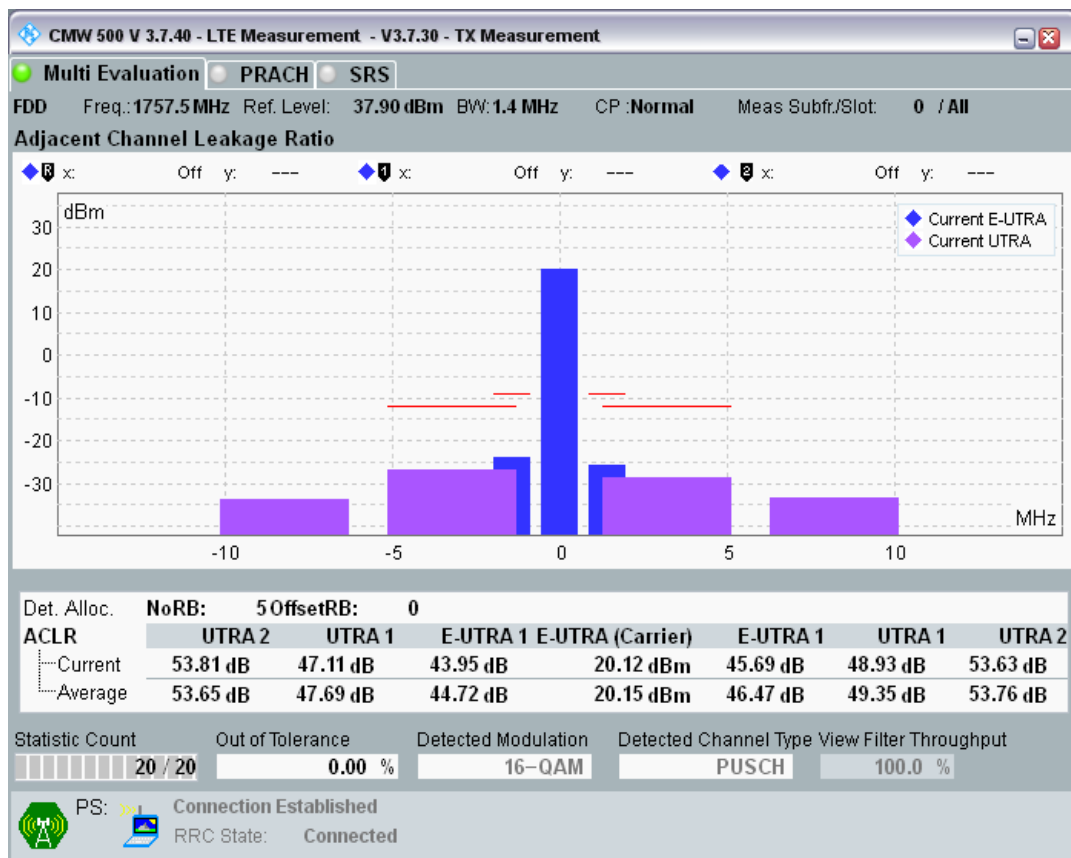 CMW 500 V 3.7.40 - LTE Measurement - V3.7.30 - TX Measurement
Multi Evaluation PRACH SRS
FDD Freq.: 1757.5 MHz Ref. Level: 37.90 dBm BW: 1.4 MHz CP : Normal Meas Subfr./Slot: 0 / All
Adjacent Channel Leakage Ratio
R x: Off y: --- 1 x: Off y: --- 2 x: Off y: ---
dBm
Current E-UTRA
Current UTRA
30
20
10
0
-10
-20
-30
MHz
-10 -5 0 5 10
Det. Alloc. NoRB: 5 OffsetRB: 0
ACLR UTRA 2 UTRA 1 E-UTRA 1 E-UTRA (Carrier) E-UTRA 1 UTRA 1 UTRA 2
Current 53.81 dB 47.11 dB 43.95 dB 20.12 dBm 45.69 dB 48.93 dB 53.63 dB
Average 53.65 dB 47.69 dB 44.72 dB 20.15 dBm 46.47 dB 49.35 dB 53.76 dB
Statistic Count Out of Tolerance Detected Modulation Detected Channel Type View Filter Throughput
20 / 20 0.00 % 16-QAM PUSCH 100.0 %
PS: Connection Established
RRC State: Connected